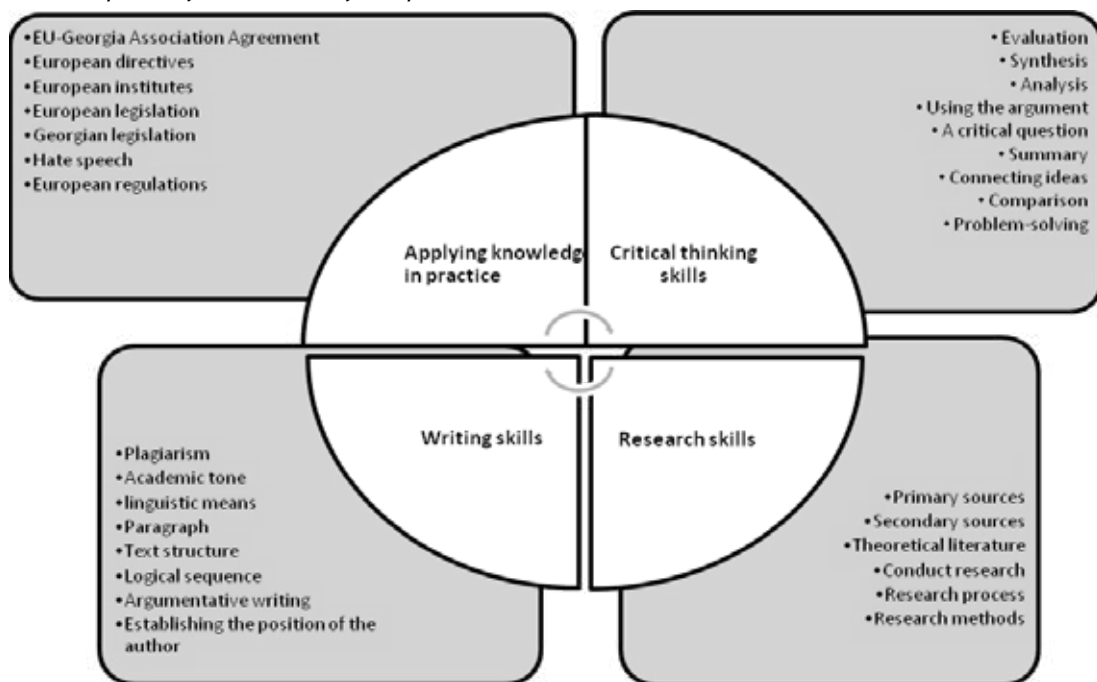 •EU-Georgia Association Agreement
•European directives
•European institutes
•European legislation
•Georgian legislation
•Hate speech
•European regulations
• Evaluation
• Synthesis
• Analysis
• Using the argument
• A critical question
• Summary
• Connecting ideas
• Comparison
• Problem-solving
Applying knowledg
in practice
Critical thinking
skills
Writing skills
Research skills
•Plagiarism
•Academic tone
•linguistic means
•Paragraph
•Text structure
•Logical sequence
•Argumentative writing
•Establishing the position of the
author
•Primary sources
•Secondary sources
•Theoretical literature
•Conduct research
•Research process
•Research methods